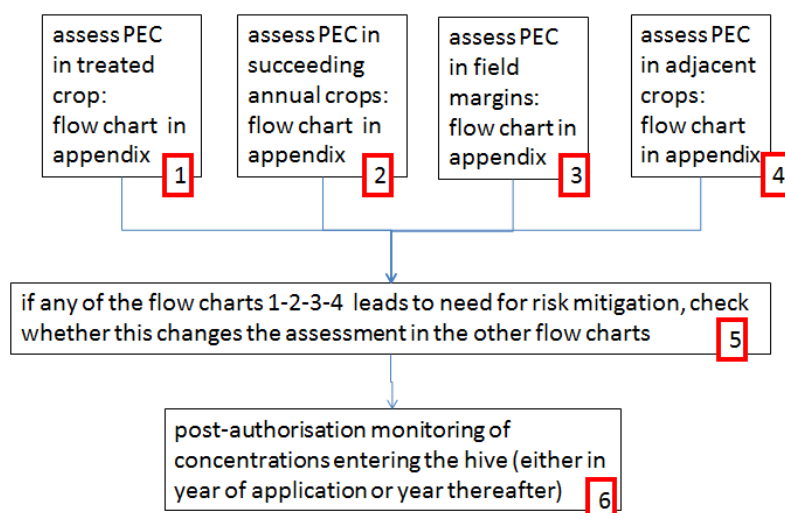 assess PEC
in treated
crop:
flow chart in
appendix
1
assess PEC in
succeeding
annual crops:
flow chart in
appendix
2
assess PEC
in field
margins:
flow chart in
appendix
3
assess PEC
in adjacent
crops:
flow chart
in appendix
4
if any of the flow charts 1-2-3-4 leads to need for risk mitigation, check
whether this changes the assessment in the other flow charts
5
post-authorisation monitoring of
concentrations entering the hive (either in
year of application or year thereafter)
6